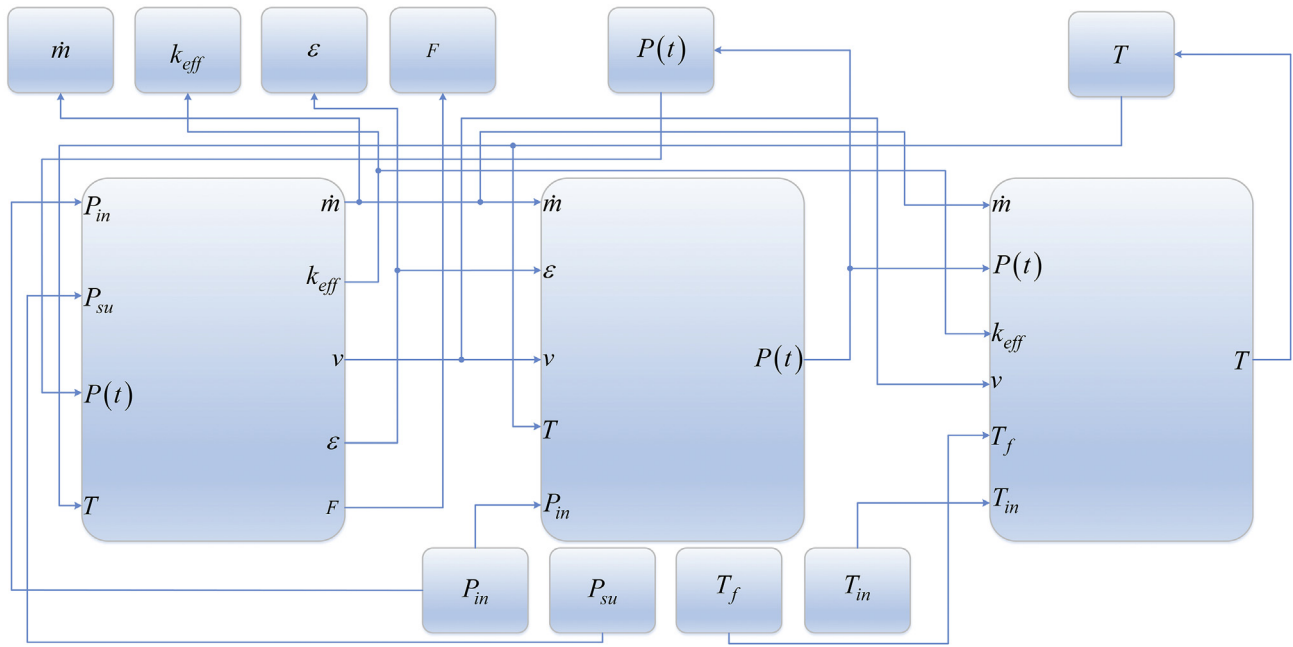 ṁ
k_eff
ε
F
P(t)
T
P_in
P_su
P(t)
T
ṁ
k_eff
v
ε
F
ṁ
ε
v
T
P_in
P(t)
ṁ
P(t)
k_eff
v
T_f
T_in
T
P_in
P_su
T_f
T_in